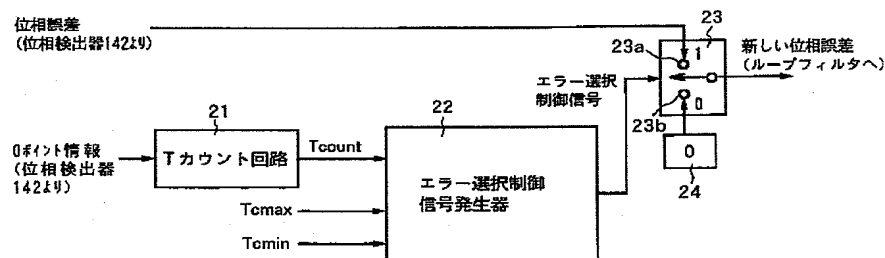 位相誤差
(位相検出器142より)
23
23a
1
新しい位相誤差
(ループフィルタへ)
エラー選択
制御信号
0
23b
0
24
21
22
0ポイント情報
(位相検出器
142より)
Tカウント回路
Tcount
エラー選択制御
信号発生器
Tcmax
Tcmin